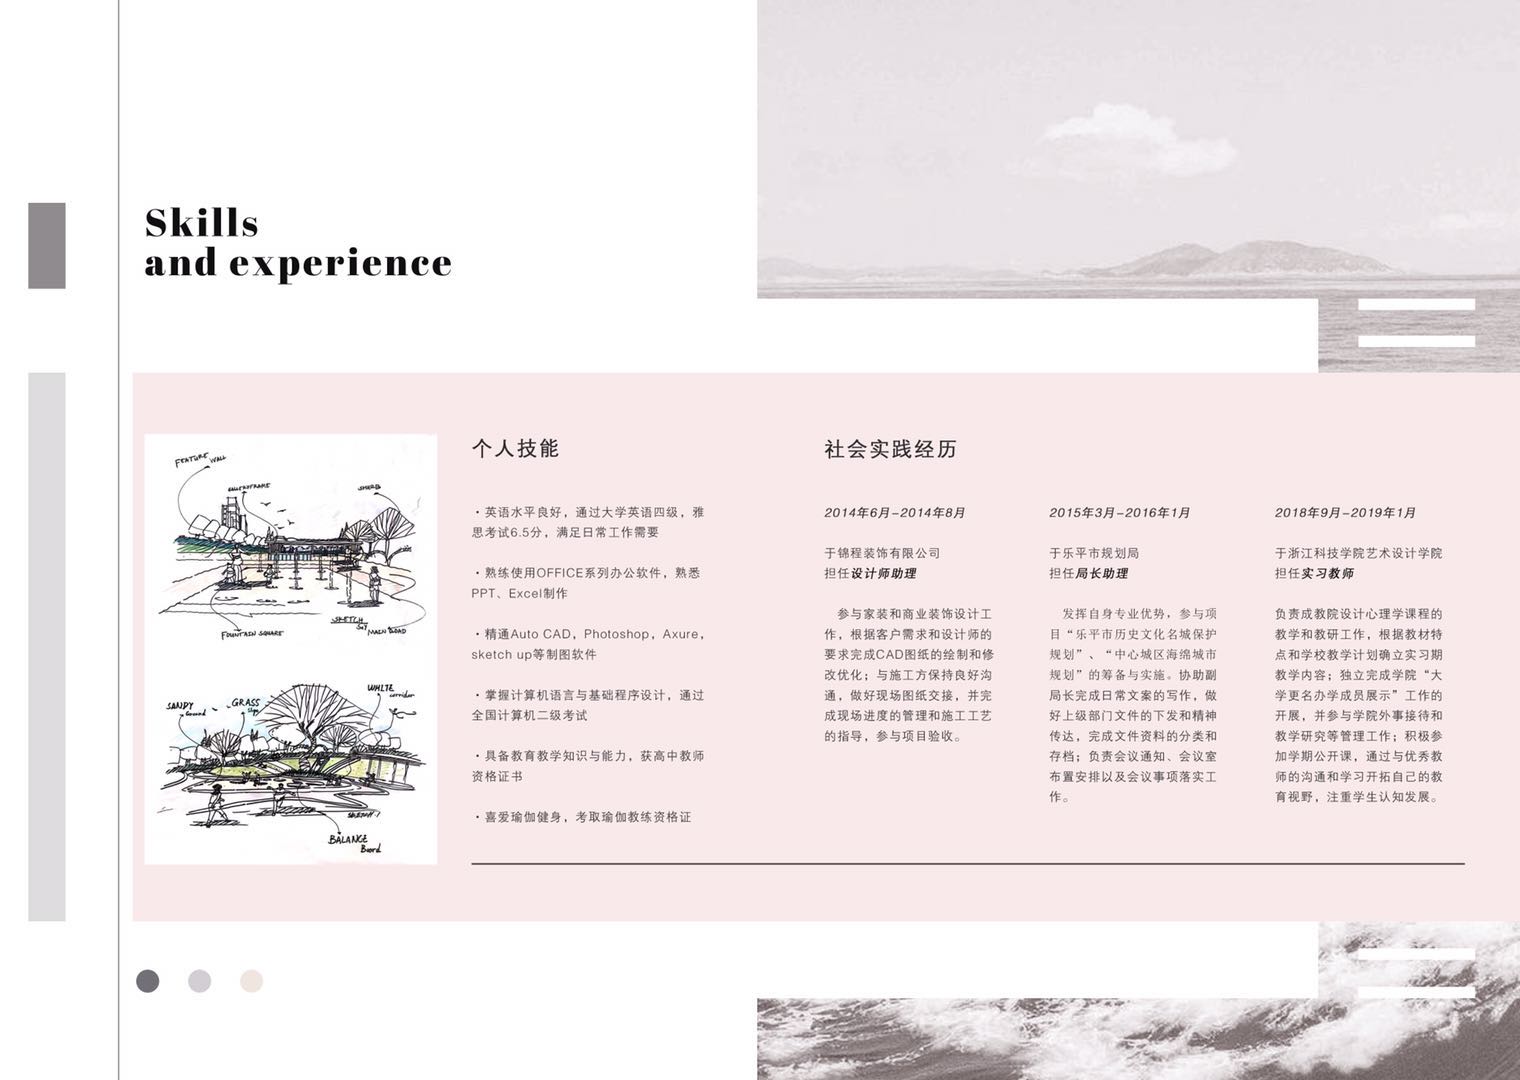 Skills
and experience
FEATURE WALL
GALLERYFRAME
SHURB
FOUNTAIN SQUARE
SKETCH
MAIN ROAD
SANDY
Ground
GRASS
WHITE
corridor
SKETCH
BALANCE
Board
个人技能
·英语水平良好，通过大学英语四级，雅
思考试6.5分，满足日常工作需要
·熟练使用OFFICE系列办公软件，熟悉
PPT、Excel制作
·精通Auto CAD，Photoshop，Axure，
sketch up等制图软件
·掌握计算机语言与基础程序设计，通过
全国计算机二级考试
·具备教育教学知识与能力，获高中教师
资格证书
·喜爱瑜伽健身，考取瑜伽教练资格证
社会实践经历
2014年6月–2014年8月
于锦程装饰有限公司
担任设计师助理
参与家装和商业装饰设计工
作，根据客户需求和设计师的
要求完成CAD图纸的绘制和修
改优化；与施工方保持良好沟
通，做好现场图纸交接，并完
成现场进度的管理和施工工艺
的指导，参与项目验收。
2015年3月–2016年1月
于乐平市规划局
担任局长助理
发挥自身专业优势，参与项
目“乐平市历史文化名城保护
规划”、“中心城区海绵城市
规划”的筹备与实施。协助副
局长完成日常文案的写作，做
好上级部门文件的下发和精神
传达，完成文件资料的分类和
存档；负责会议通知、会议室
布置安排以及会议事项落实工
作。
2018年9月–2019年1月
于浙江科技学院艺术设计学院
担任实习教师
负责成教院设计心理学课程的
教学和教研工作，根据教材特
点和学校教学计划确立实习期
教学内容；独立完成学院“大
学更名办学成员展示”工作的
开展，并参与学院外事接待和
教学研究等管理工作；积极参
加学期公开课，通过与优秀教
师的沟通和学习开拓自己的教
育视野，注重学生认知发展。